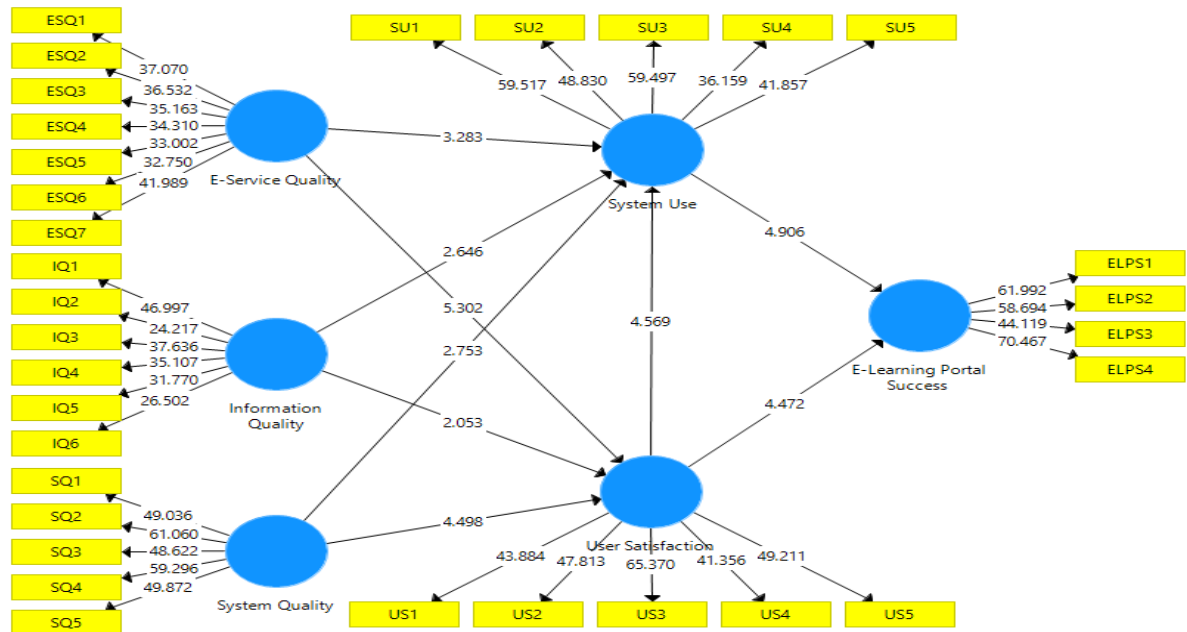 ESQ1
ESQ2
ESQ3
ESQ4
ESQ5
ESQ6
ESQ7
37.070
36.532
35.163
34.310
33.002
32.750
41.989
E-Service Quality
IQ1
IQ2
IQ3
IQ4
IQ5
IQ6
46.997
24.217
37.636
35.107
31.770
26.502
Information
Quality
SQ1
SQ2
SQ3
SQ4
SQ5
49.036
61.060
48.622
59.296
49.872
System Quality
3.283
2.646
5.302
2.753
2.053
4.498
SU1
SU2
SU3
SU4
SU5
59.517
48.830
59.497
36.159
41.857
System Use
4.569
User Satisfaction
43.884
47.813
65.370
41.356
49.211
US1
US2
US3
US4
US5
4.906
4.472
E-Learning Portal
Success
61.992
58.694
44.119
70.467
ELPS1
ELPS2
ELPS3
ELPS4